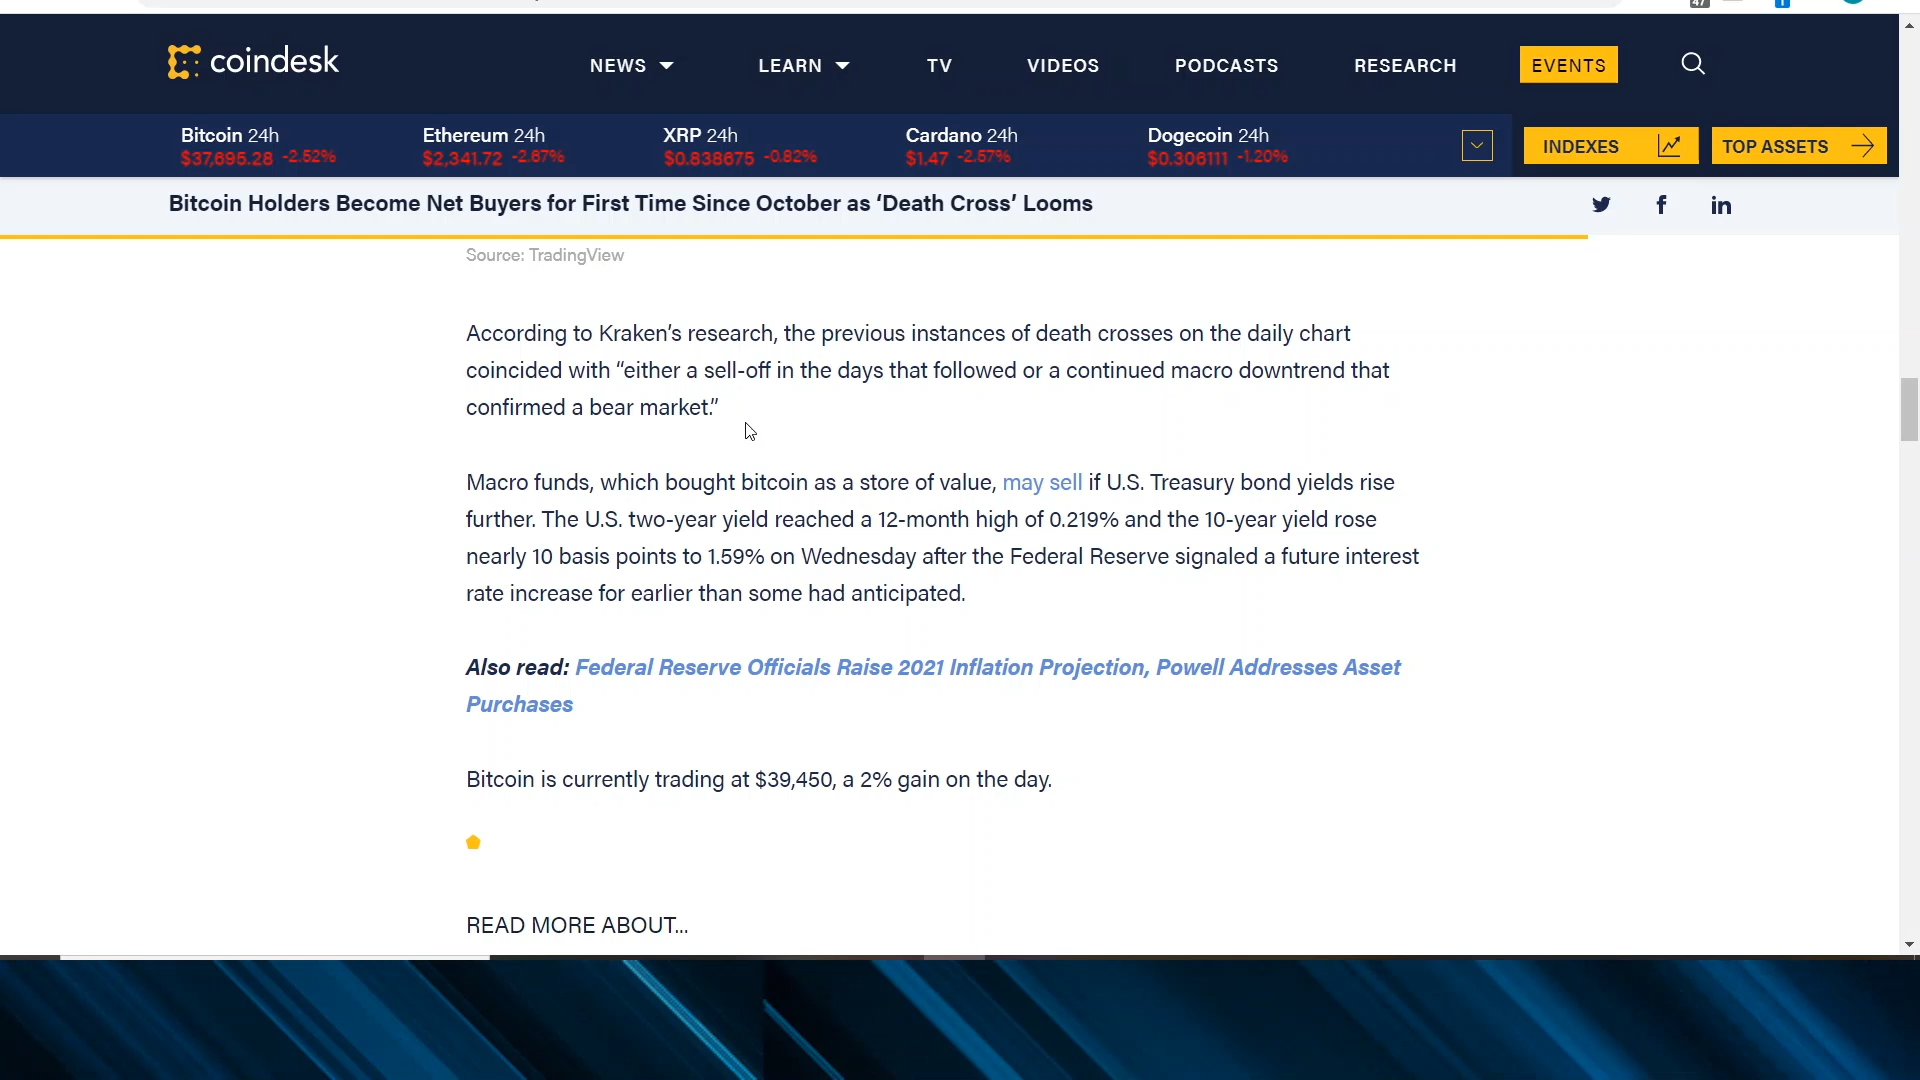 47
coindesk
NEWS LEARN TV VIDEOS PODCASTS RESEARCH EVENTS
Bitcoin 24h Ethereum 24h XRP 24h Cardano 24h Dogecoin 24h
$37,695.28 -2.52% $2,341.72 -2.67% $0.838675 -0.82% $1.47 -2.57% $0.306111 -1.20%
INDEXES TOP ASSETS
Bitcoin Holders Become Net Buyers for First Time Since October as ‘Death Cross’ Looms
Source: TradingView
According to Kraken’s research, the previous instances of death crosses on the daily chart
coincided with “either a sell-off in the days that followed or a continued macro downtrend that
confirmed a bear market.”
Macro funds, which bought bitcoin as a store of value, may sell if U.S. Treasury bond yields rise
further. The U.S. two-year yield reached a 12-month high of 0.219% and the 10-year yield rose
nearly 10 basis points to 1.59% on Wednesday after the Federal Reserve signaled a future interest
rate increase for earlier than some had anticipated.
Also read: Federal Reserve Officials Raise 2021 Inflation Projection, Powell Addresses Asset
Purchases
Bitcoin is currently trading at $39,450, a 2% gain on the day.
READ MORE ABOUT...